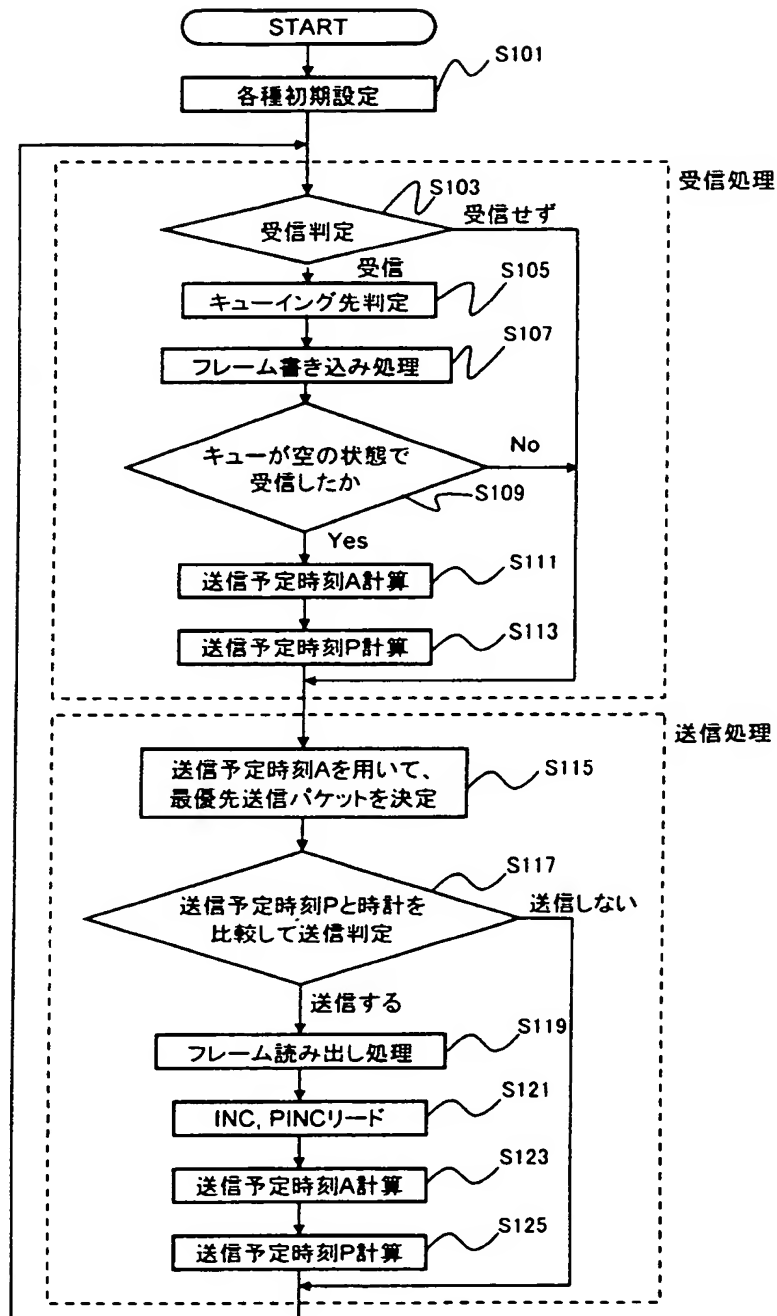 START
S101
各種初期設定
受信処理
S103
受信せず
受信判定
受信
S105
キューイング先判定
S107
フレーム書き込み処理
キューが空の状態で
受信したか
No
S109
Yes
S111
送信予定時刻A計算
S113
送信予定時刻P計算
送信処理
送信予定時刻Aを用いて、
最優先送信パケットを決定
S115
S117
送信予定時刻Pと時計を
比較して送信判定
送信しない
送信する
S119
フレーム読み出し処理
S121
INC, PINCリード
S123
送信予定時刻A計算
S125
送信予定時刻P計算